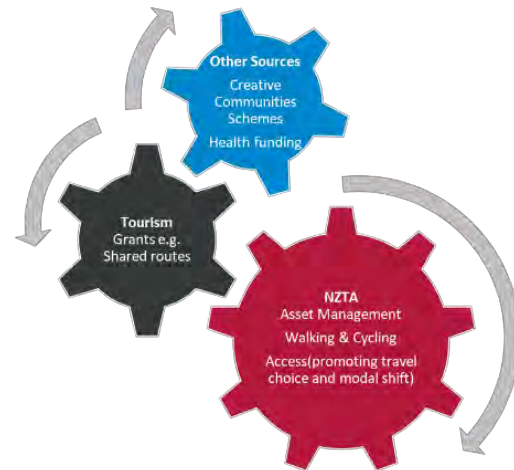 Other Sources
Creative
Communities
Schemes
Health funding
Tourism
Grants e.g.
Shared routes
NZTA
Asset Management
Walking & Cycling
Access(promoting travel
choice and modal shift)